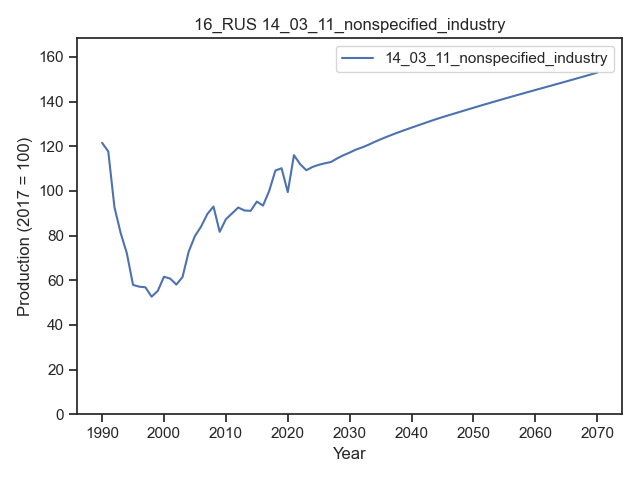 16_RUS 14_03_11_nonspecified_industry
14_03_11_nonspecified_industry
Production (2017 = 100)
160
140
120
100
80
60
40
20
0
1990 2000 2010 2020 2030 2040 2050 2060 2070
Year